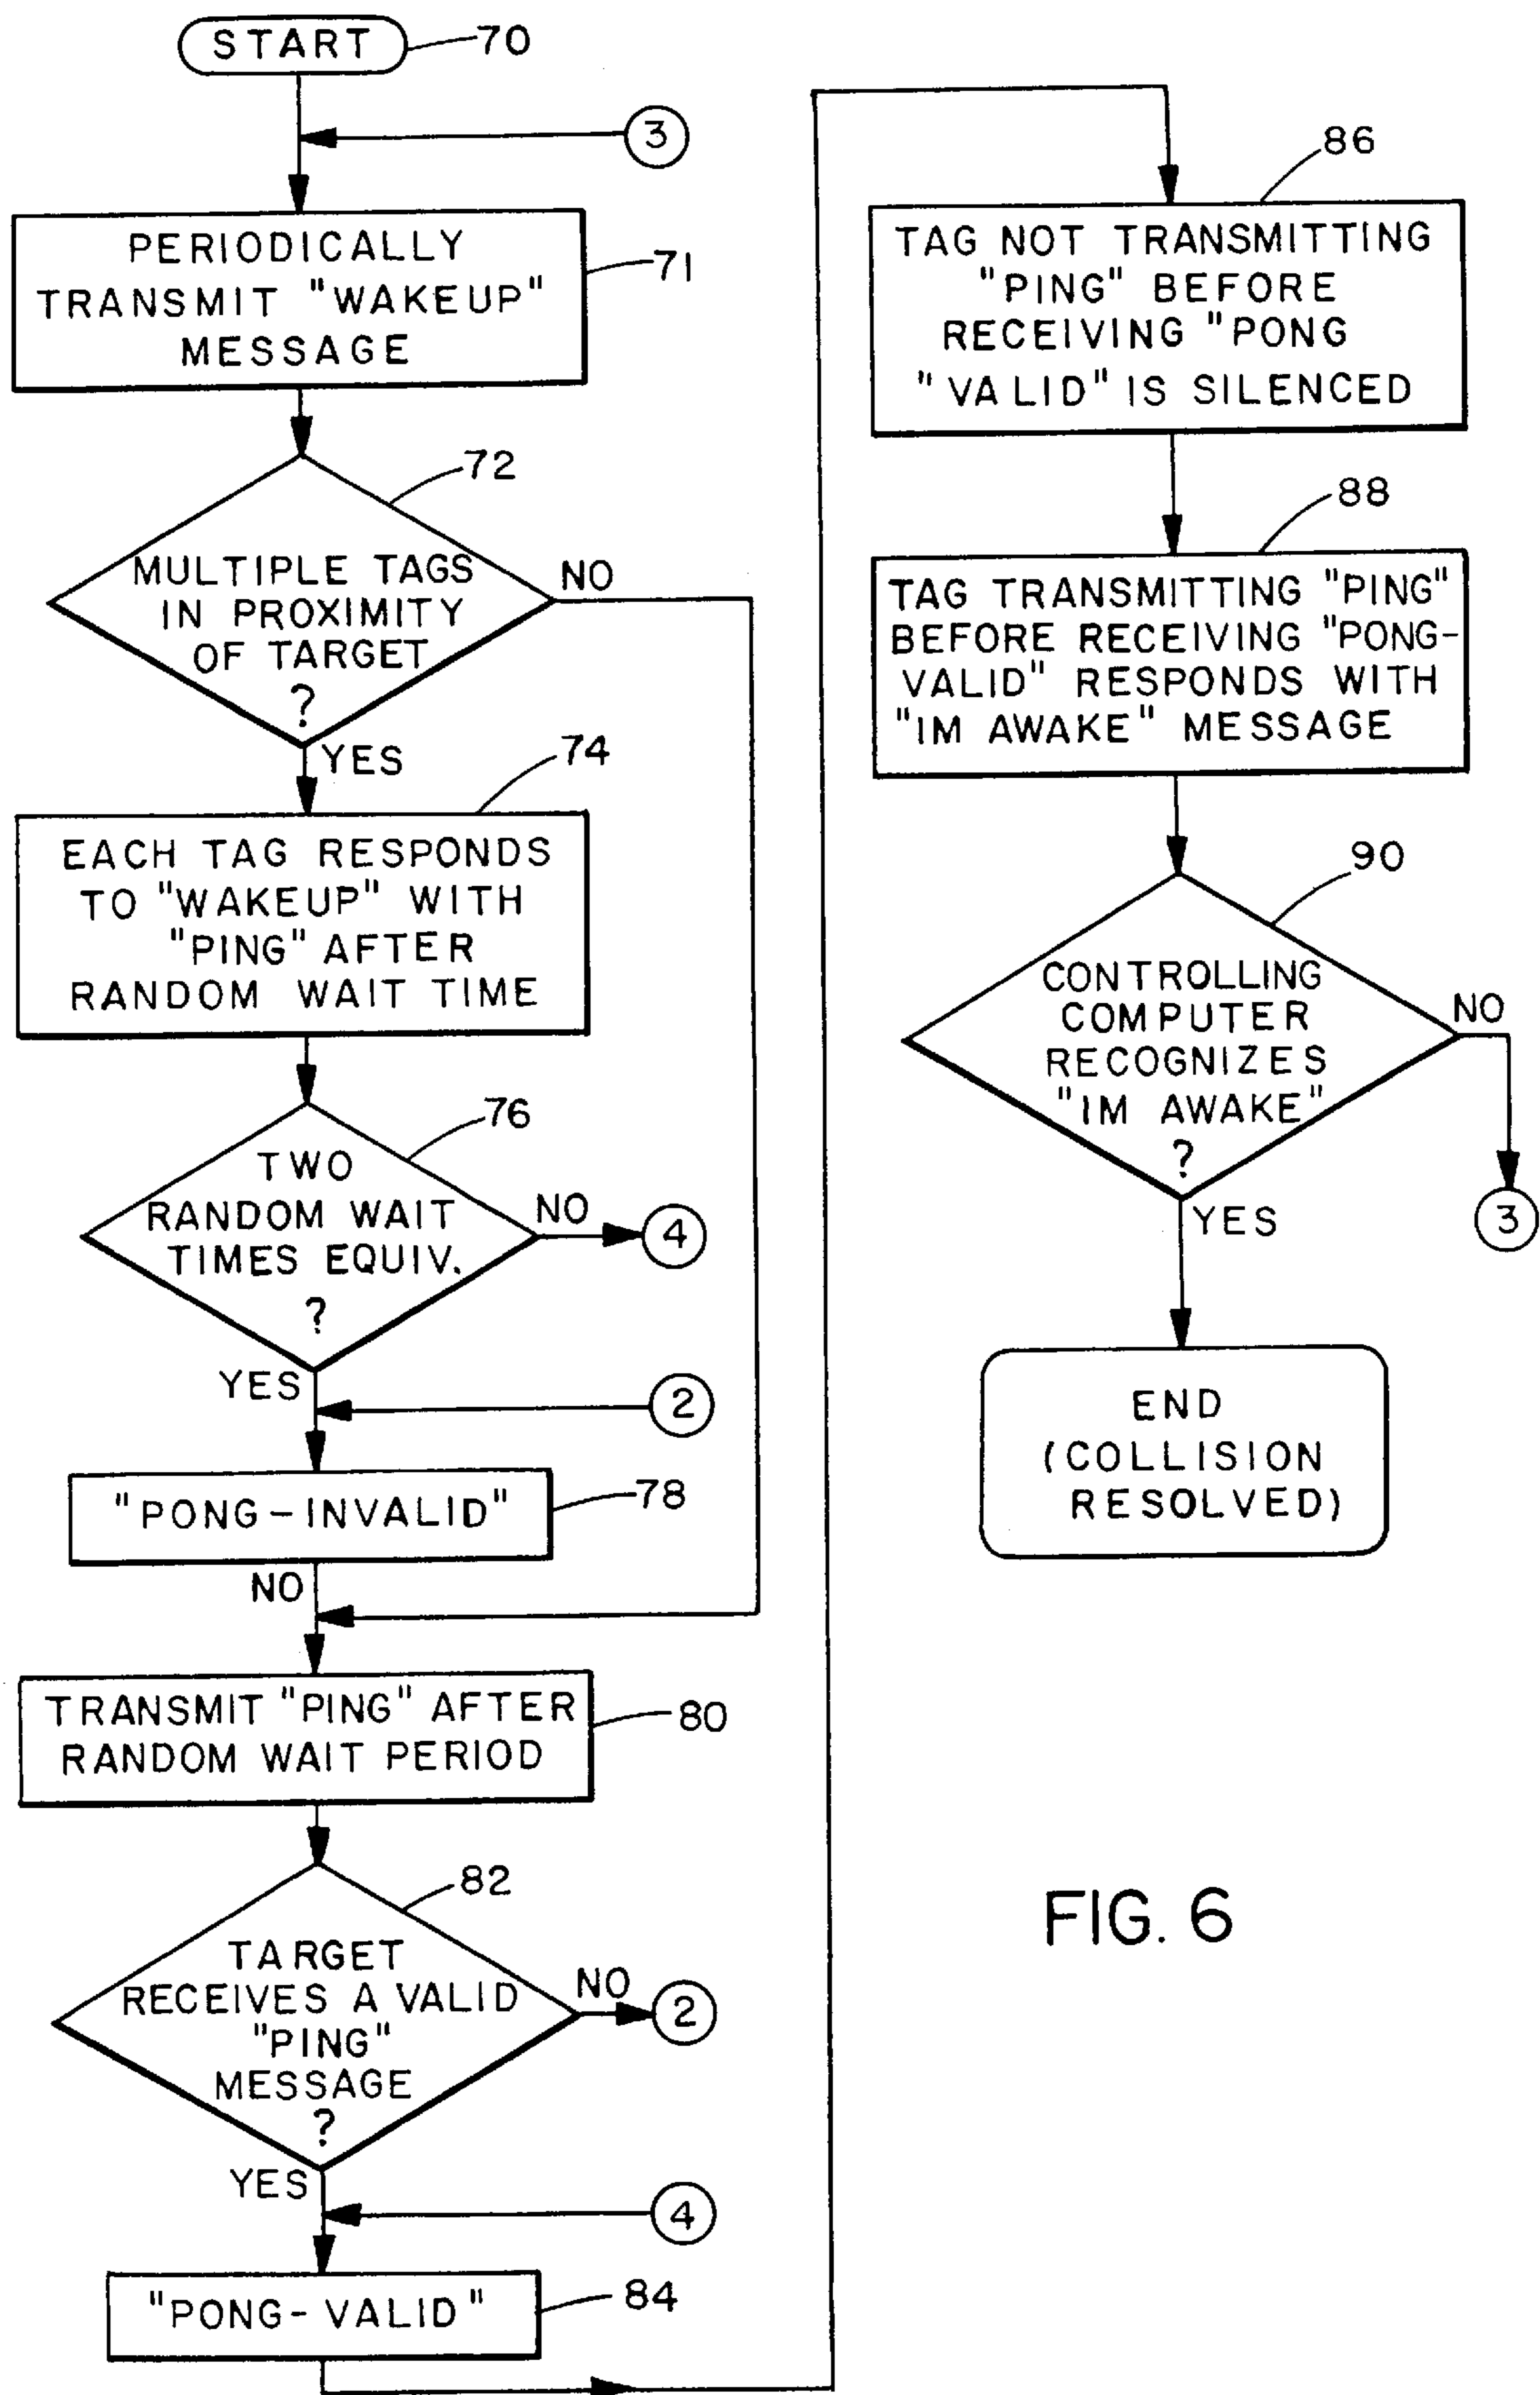 START
70
3
PERIODICALLY
TRANSMIT "WAKEUP"
MESSAGE
71
72
MULTIPLE TAGS
IN PROXIMITY
OF TARGET
?
NO
YES
74
EACH TAG RESPONDS
TO "WAKEUP" WITH
"PING" AFTER
RANDOM WAIT TIME
76
TWO
RANDOM WAIT
TIMES EQUIV.
?
NO
4
YES
2
"PONG-INVALID"
78
NO
TRANSMIT "PING" AFTER
RANDOM WAIT PERIOD
80
82
TARGET
RECEIVES A VALID
"PING"
MESSAGE
?
NO
2
YES
4
"PONG-VALID"
84
86
TAG NOT TRANSMITTING
"PING" BEFORE
RECEIVING "PONG
"VALID" IS SILENCED
88
TAG TRANSMITTING "PING"
BEFORE RECEIVING "PONG-
VALID" RESPONDS WITH
"IM AWAKE" MESSAGE
90
CONTROLLING
COMPUTER
RECOGNIZES
"IM AWAKE"
?
NO
3
YES
END
(COLLISION
RESOLVED)
FIG. 6